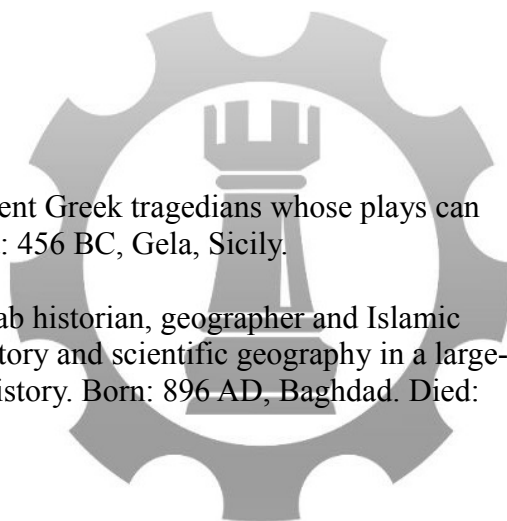 ent Greek tragedians whose plays can
: 456 BC, Gela, Sicily.
ab historian, geographer and Islamic
tory and scientific geography in a large-
istory. Born: 896 AD, Baghdad. Died: